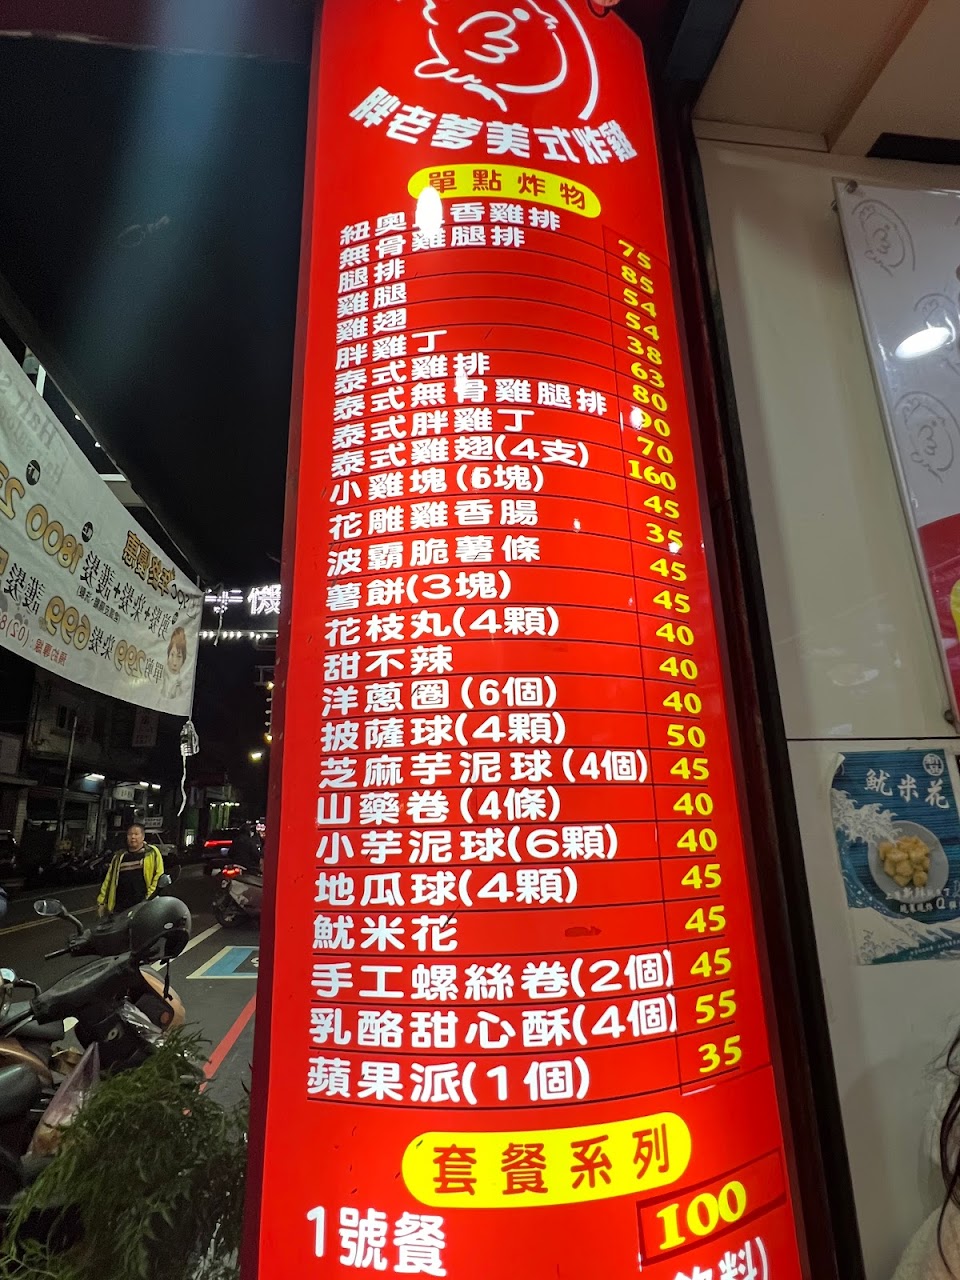 胖老爹美式炸雞
單點炸物
紐奧香雞排 75
無骨雞腿排 85
腿排 54
雞腿 54
雞翅 38
胖雞丁 63
泰式雞排 80
泰式無骨雞腿排 90
泰式胖雞丁 70
泰式雞翅(4支) 160
小雞塊(6塊) 45
花雕雞香腸 35
波霸脆薯條 45
薯餅(3塊) 45
花枝丸(4顆) 40
甜不辣 40
洋蔥圈(6個) 40
披薩球(4顆) 50
芝麻芋泥球(4個) 45
山藥卷(4條) 40
小芋泥球(6顆) 40
地瓜球(4顆) 45
魷米花 45
手工螺絲卷(2個) 45
乳酪甜心酥(4個) 55
蘋果派(1個) 35
套餐系列
1號餐 100
飲料)
新品
魷米花